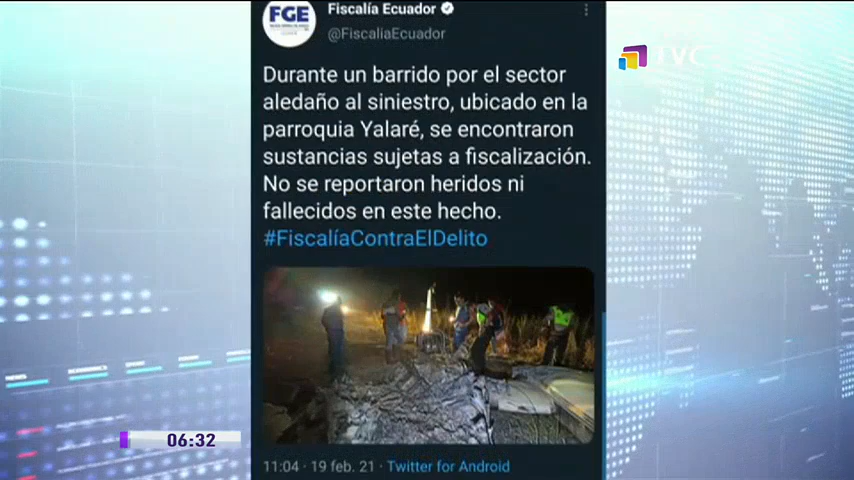 FGE
Fiscalía Ecuador
@FiscaliaEcuador
TVC
Durante un barrido por el sector
aledaño al siniestro, ubicado en la
parroquia Yalaré, se encontraron
sustancias sujetas a fiscalización.
No se reportaron heridos ni
fallecidos en este hecho.
#FiscalíaContraElDelito
06:32
11:04 · 19 feb. 21 · Twitter for Android